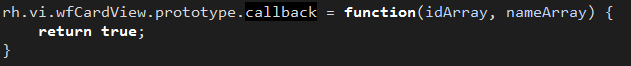 rh.vi.wfCardView.prototype.callback = function(idArray, nameArray) {
    return true;
}